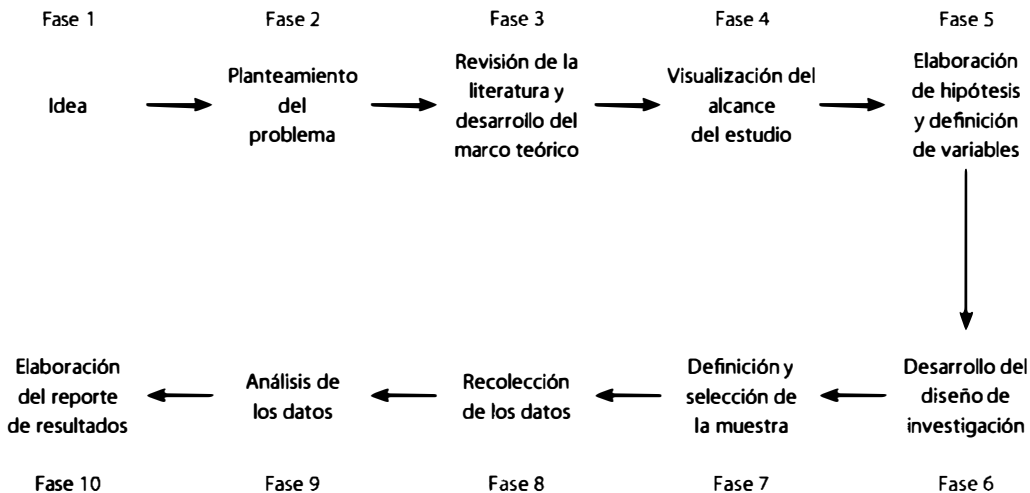 Fase 1
Idea
Fase 2
Planteamiento
del
problema
Fase 3
Revisión de la
literatura y
desarrollo del
marco teórico
Fase 4
Visualización del
alcance
del estudio
Fase 5
Elaboración
de hipótesis
y definición
de variables
Desarrollo del
diseño de
investigación
Fase 6
Definición y
selección de
la muestra
Fase 7
Recolección
de los datos
Fase 8
Análisis de
los datos
Fase 9
Elaboración
del reporte
de resultados
Fase 10